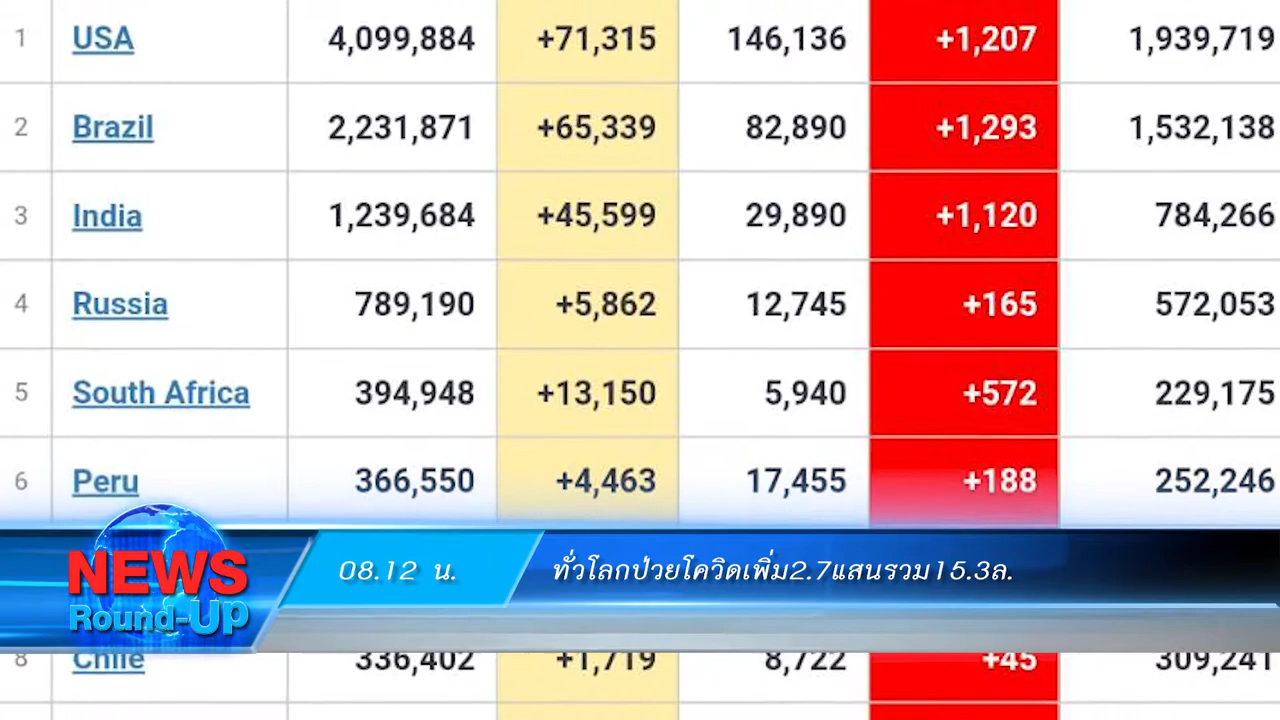 1 USA 4,099,884 +71,315 146,136 +1,207 1,939,719
2 Brazil 2,231,871 +65,339 82,890 +1,293 1,532,138
3 India 1,239,684 +45,599 29,890 +1,120 784,266
4 Russia 789,190 +5,862 12,745 +165 572,053
5 South Africa 394,948 +13,150 5,940 +572 229,175
6 Peru 366,550 +4,463 17,455 +188 252,246
NEWS
Round-Up
08.12 น. ทั่วโลกป่วยโควิดเพิ่ม2.7แสนรวม15.3ล.
8 Chile 336,402 +1,719 8,722 +45 309,241